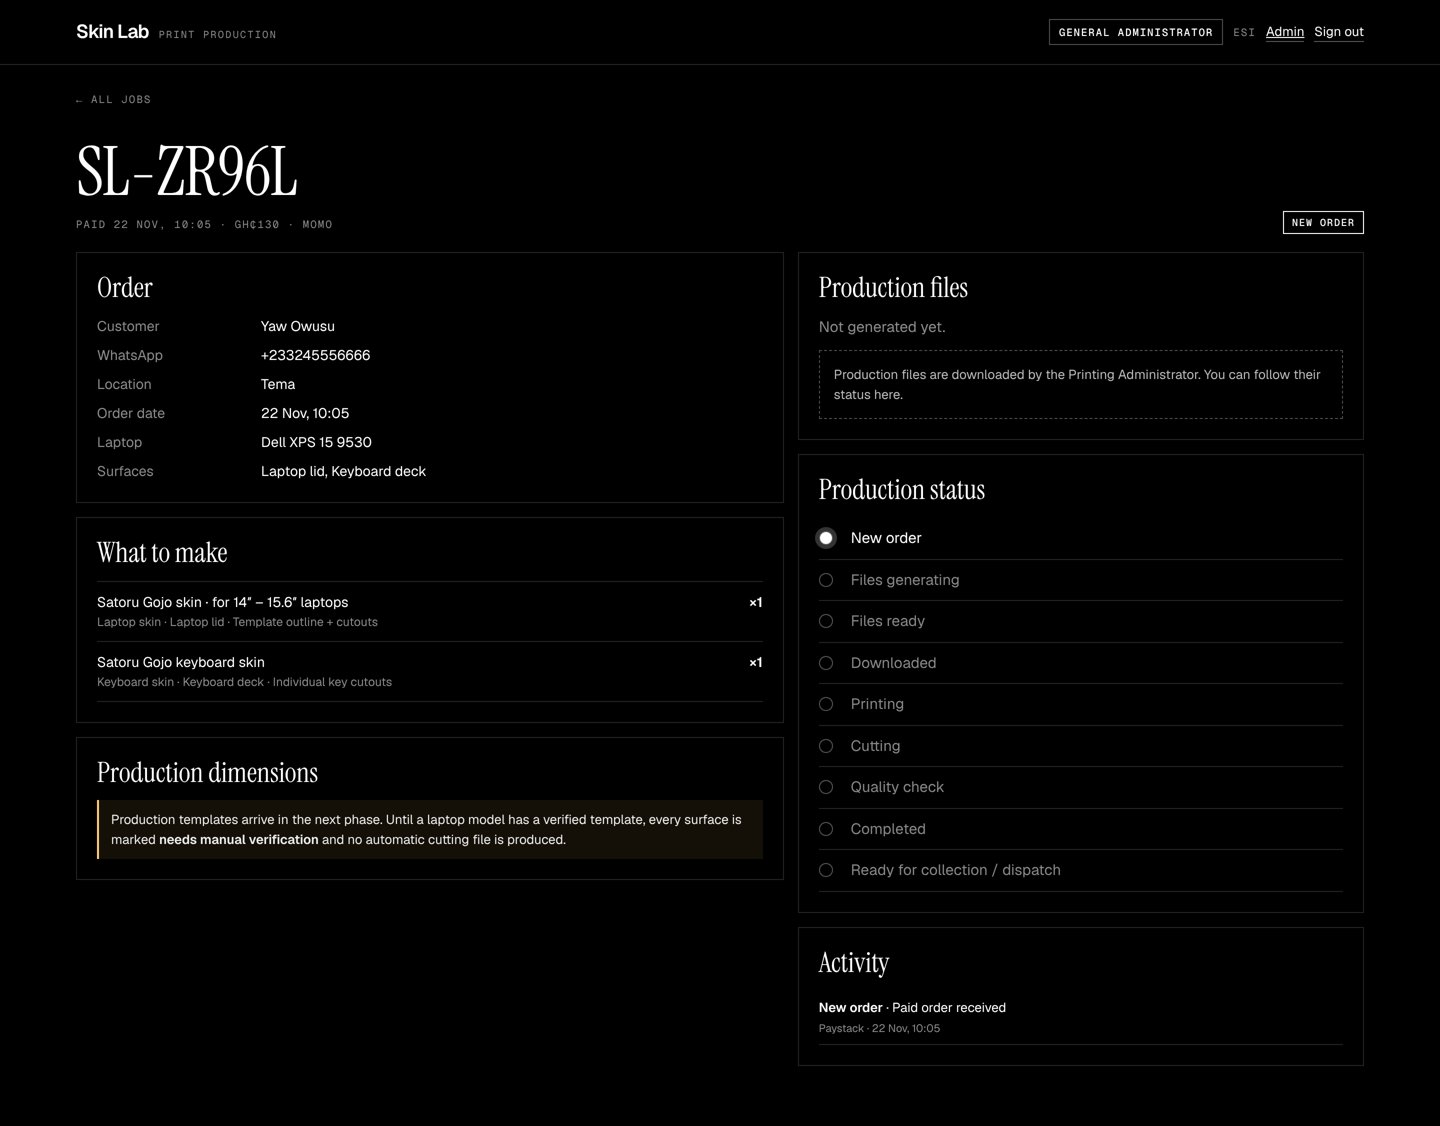 Skin Lab PRINT PRODUCTION
GENERAL ADMINISTRATOR ESI Admin Sign out
← ALL JOBS
SL-ZR96L
PAID 22 NOV, 10:05 · GH₵130 · MOMO
NEW ORDER
Order
Customer Yaw Owusu
WhatsApp +233245556666
Location Tema
Order date 22 Nov, 10:05
Laptop Dell XPS 15 9530
Surfaces Laptop lid, Keyboard deck
What to make
Satoru Gojo skin · for 14″ – 15.6″ laptops ×1
Laptop skin · Laptop lid · Template outline + cutouts
Satoru Gojo keyboard skin ×1
Keyboard skin · Keyboard deck · Individual key cutouts
Production dimensions
Production templates arrive in the next phase. Until a laptop model has a verified template, every surface is
marked needs manual verification and no automatic cutting file is produced.
Production files
Not generated yet.
Production files are downloaded by the Printing Administrator. You can follow their
status here.
Production status
New order
Files generating
Files ready
Downloaded
Printing
Cutting
Quality check
Completed
Ready for collection / dispatch
Activity
New order · Paid order received
Paystack · 22 Nov, 10:05